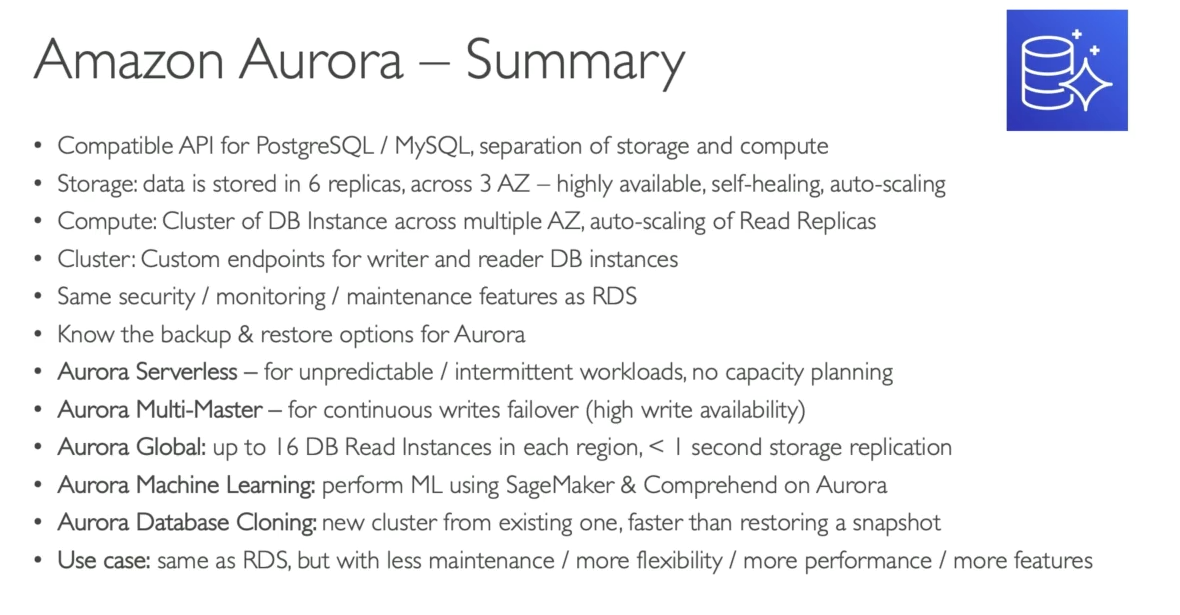 Amazon Aurora – Summary
• Compatible API for PostgreSQL / MySQL, separation of storage and compute
• Storage: data is stored in 6 replicas, across 3 AZ – highly available, self-healing, auto-scaling
• Compute: Cluster of DB Instance across multiple AZ, auto-scaling of Read Replicas
• Cluster: Custom endpoints for writer and reader DB instances
• Same security / monitoring / maintenance features as RDS
• Know the backup & restore options for Aurora
• Aurora Serverless – for unpredictable / intermittent workloads, no capacity planning
• Aurora Multi-Master – for continuous writes failover (high write availability)
• Aurora Global: up to 16 DB Read Instances in each region, < 1 second storage replication
• Aurora Machine Learning: perform ML using SageMaker & Comprehend on Aurora
• Aurora Database Cloning: new cluster from existing one, faster than restoring a snapshot
• Use case: same as RDS, but with less maintenance / more flexibility / more performance / more features